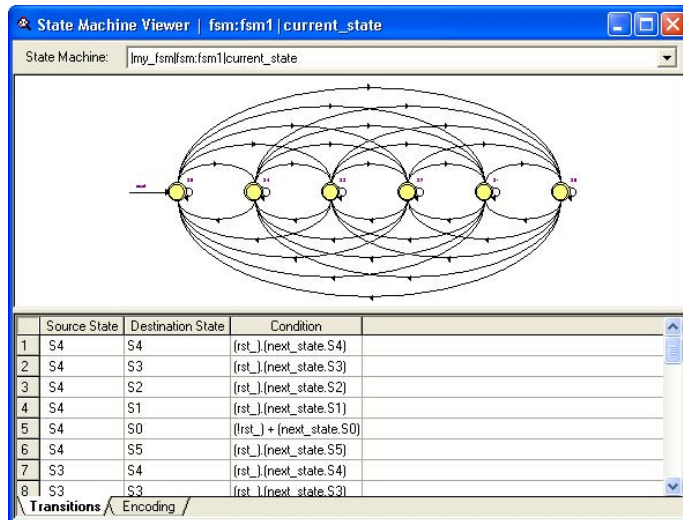 State Machine Viewer | fsm:fsm1|current_state
State Machine: |my_fsm|fsm:fsm1|current_state
Source State Destination State Condition
1 S4 S4 (rst_).(next_state.S4)
2 S4 S3 (rst_).(next_state.S3)
3 S4 S2 (rst_).(next_state.S2)
4 S4 S1 (rst_).(next_state.S1)
5 S4 S0 (!rst_) + (next_state.S0)
6 S4 S5 (rst_).(next_state.S5)
7 S3 S4 (rst_).(next_state.S4)
8 S3 S3 (rst_).(next_state.S3)
Transitions Encoding